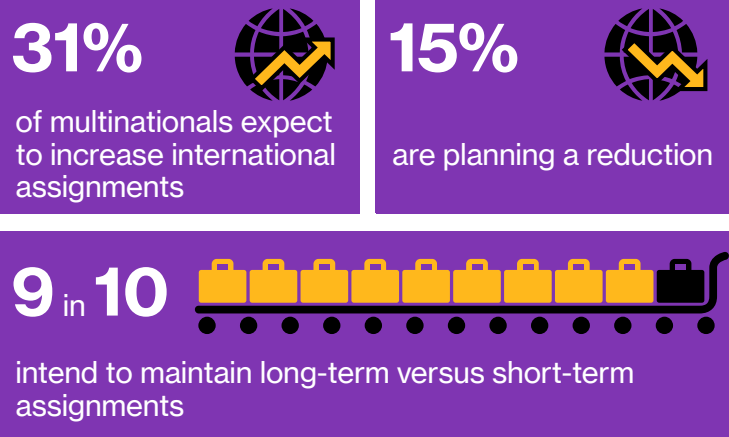 31%
of multinationals expect
to increase international
assignments
15%
are planning a reduction
9 in 10
intend to maintain long-term versus short-term
assignments